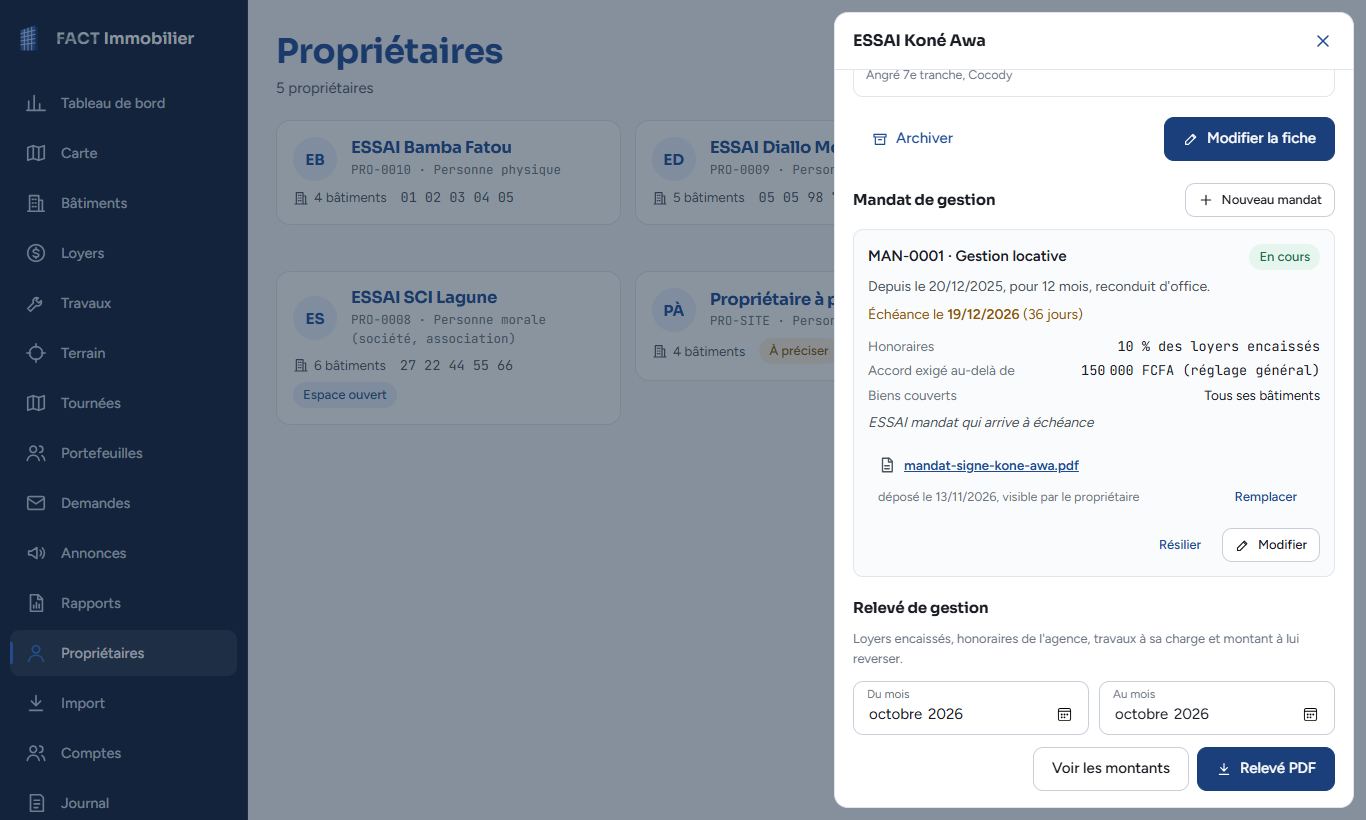 FACT Immobilier
Tableau de bord
Carte
Bâtiments
Loyers
Travaux
Terrain
Tournées
Portefeuilles
Demandes
Annonces
Rapports
Propriétaires
Import
Comptes
Journal
Propriétaires
5 propriétaires
EB
ESSAI Bamba Fatou
PRO-0010 · Personne physique
4 bâtiments 01 02 03 04 05
ED
ESSAI Diallo
PRO-0009 ·
5 bâtiments 05 05 98
ES
ESSAI SCI Lagune
PRO-0008 · Personne morale
(société, association)
6 bâtiments 27 22 44 55 66
Espace ouvert
PÀ
Propriétaire à
PRO-SITE ·
4 bâtiments À préciser
ESSAI Koné Awa
Angré 7e tranche, Cocody
Archiver
Modifier la fiche
Mandat de gestion
Nouveau mandat
MAN-0001 · Gestion locative
En cours
Depuis le 20/12/2025, pour 12 mois, reconduit d'office.
Échéance le 19/12/2026 (36 jours)
Honoraires 10 % des loyers encaissés
Accord exigé au-delà de 150 000 FCFA (réglage général)
Biens couverts Tous ses bâtiments
ESSAI mandat qui arrive à échéance
mandat-signe-kone-awa.pdf
déposé le 13/11/2026, visible par le propriétaire
Remplacer
Résilier
Modifier
Relevé de gestion
Loyers encaissés, honoraires de l'agence, travaux à sa charge et montant à lui
reverser.
Du mois
octobre 2026
Au mois
octobre 2026
Voir les montants
Relevé PDF